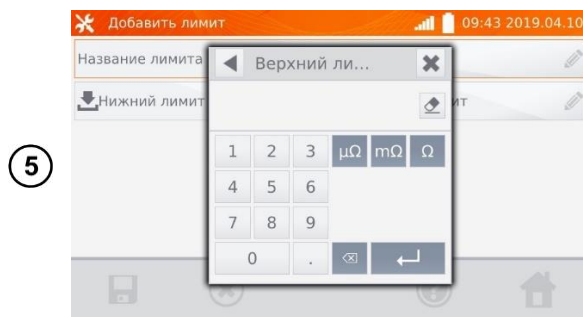 Добавить лимит 09:43 2019.04.10
Название лимита
Верхний ли...
Нижний лимит
ит
5
1 2 3 µΩ mΩ Ω
4 5 6
7 8 9
0 .